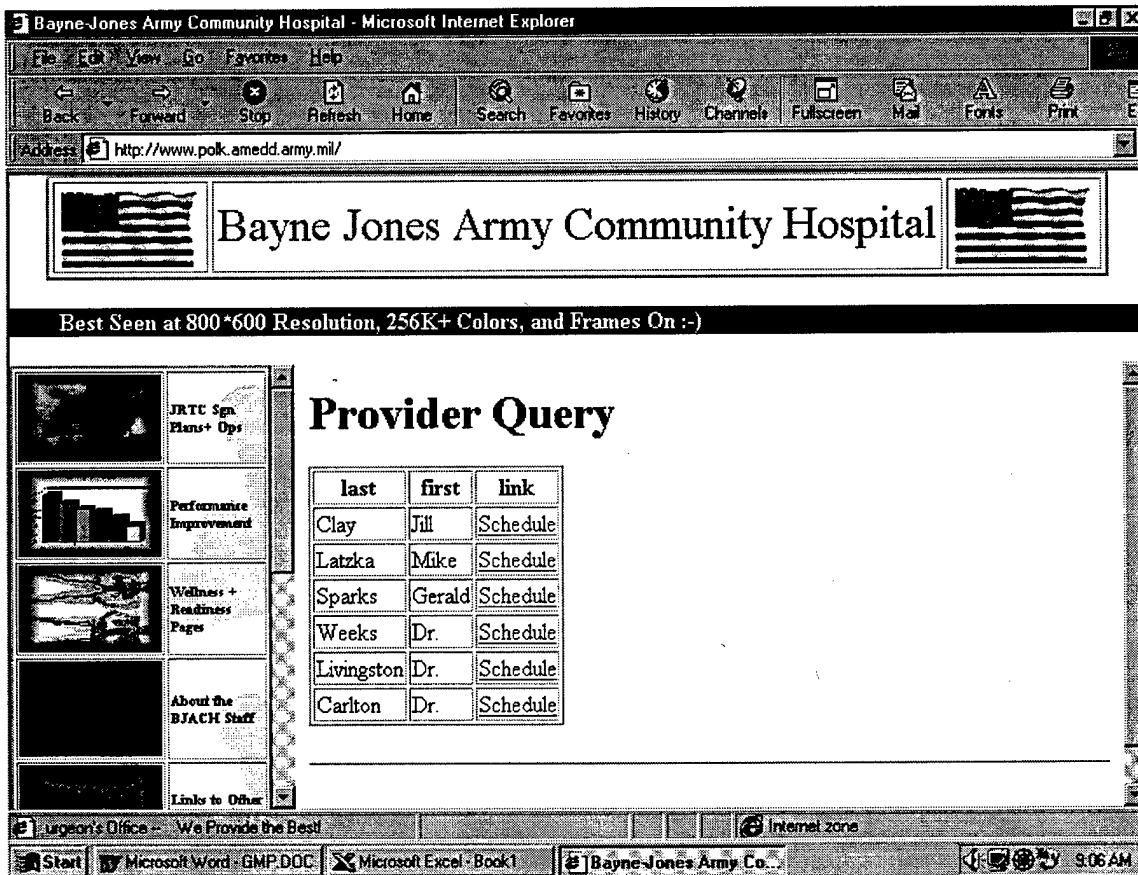 Bayne-Jones Army Community Hospital - Microsoft Internet Explorer
File Edit View Go Favorites Help
Back Forward Stop Refresh Home Search Favorites History Channels Fullscreen Mail Fonts Print E
Address http://www.polk.amedd.army.mil/
Bayne Jones Army Community Hospital
Best Seen at 800*600 Resolution, 256K+ Colors, and Frames On :-)
JRTC Sgn
Plans+ Ops
Performance
Improvement
Wellness +
Readiness
Pages
About the
BJACH Staff
Links to Other
Provider Query
last first link
Clay Jill Schedule
Latzka Mike Schedule
Sparks Gerald Schedule
Weeks Dr. Schedule
Livingston Dr. Schedule
Carlton Dr. Schedule
urgeon's Office -- We Provide the Best! Internet zone
Start Microsoft Word - GMP.DOC Microsoft Excel - Book1 Bayne-Jones Army Co... 9:06 AM